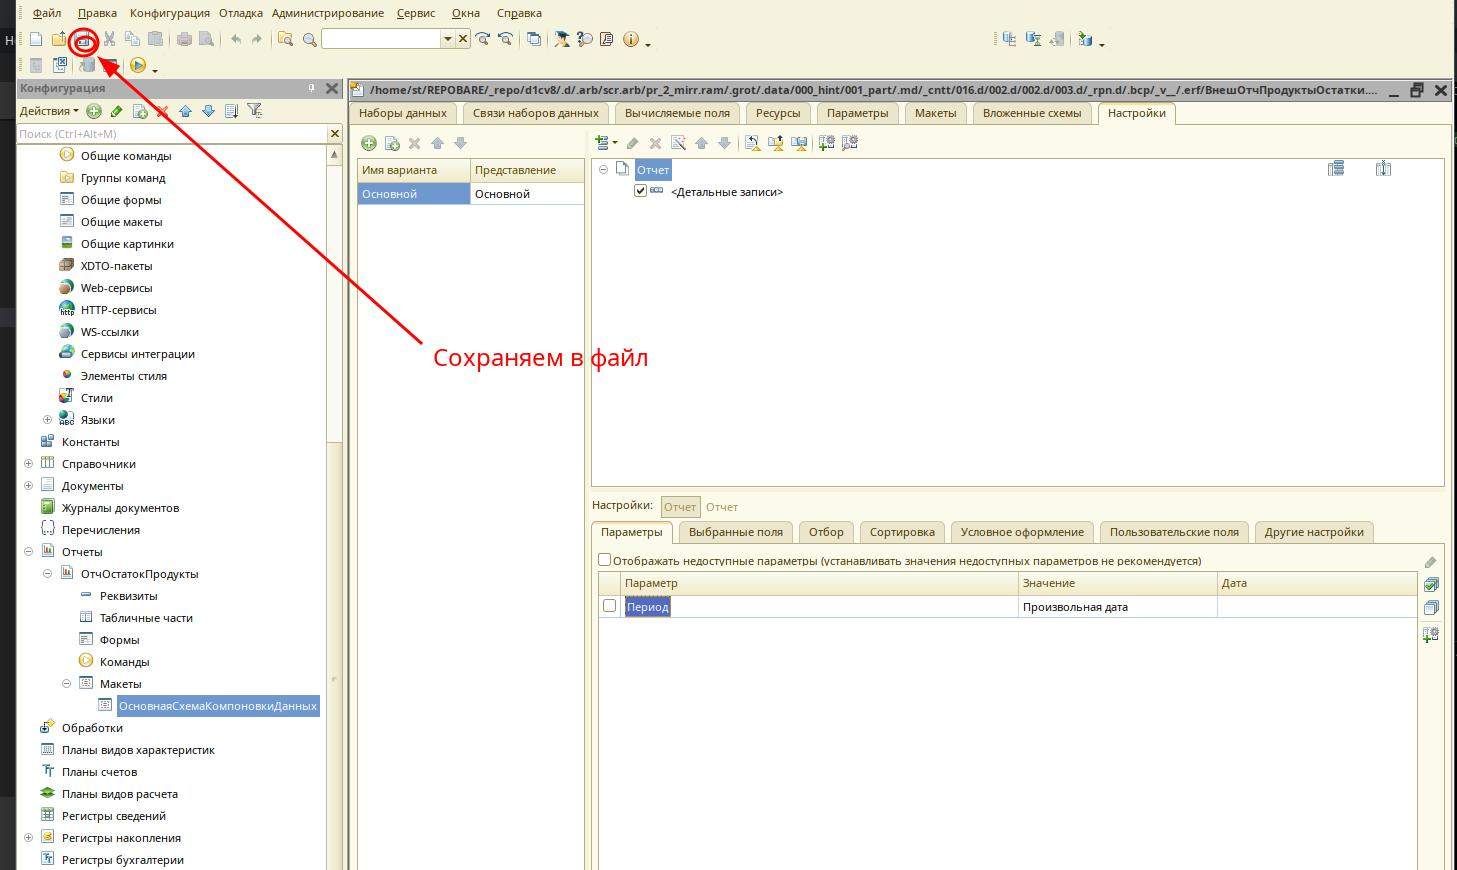 Файл Правка Конфигурация Отладка Администрирование Сервис Окна Справка
Конфигурация
/home/st/REPOBARE/_repo/d1cv8/.d/.arb/scr.arb/pr_2_mirr.ram/.grot/.data/000_hint/001_part/.md/_cntt/016.d/002.d/002.d/003.d/_rpn.d/.bcp/_v__/.erf/ВнешОтчПродуктыОстатки....
Действия
Поиск (Ctrl+Alt+M)
Наборы данных Связи наборов данных Вычисляемые поля Ресурсы Параметры Макеты Вложенные схемы Настройки
Общие команды
Группы команд
Общие формы
Общие макеты
Общие картинки
XDTO-пакеты
Web-сервисы
HTTP-сервисы
WS-ссылки
Сервисы интеграции
Элементы стиля
Стили
Языки
Константы
Справочники
Документы
Журналы документов
Перечисления
Отчеты
ОтчОстатокПродукты
Реквизиты
Табличные части
Формы
Команды
Макеты
ОсновнаяСхемаКомпоновкиДанных
Обработки
Планы видов характеристик
Планы счетов
Планы видов расчета
Регистры сведений
Регистры накопления
Регистры бухгалтерии
Имя варианта Представление
Основной Основной
Отчет
<Детальные записи>
Сохраняем в файл
Настройки: Отчет Отчет
Параметры Выбранные поля Отбор Сортировка Условное оформление Пользовательские поля Другие настройки
Отображать недоступные параметры (устанавливать значения недоступных параметров не рекомендуется)
Параметр Значение Дата
Период Произвольная дата